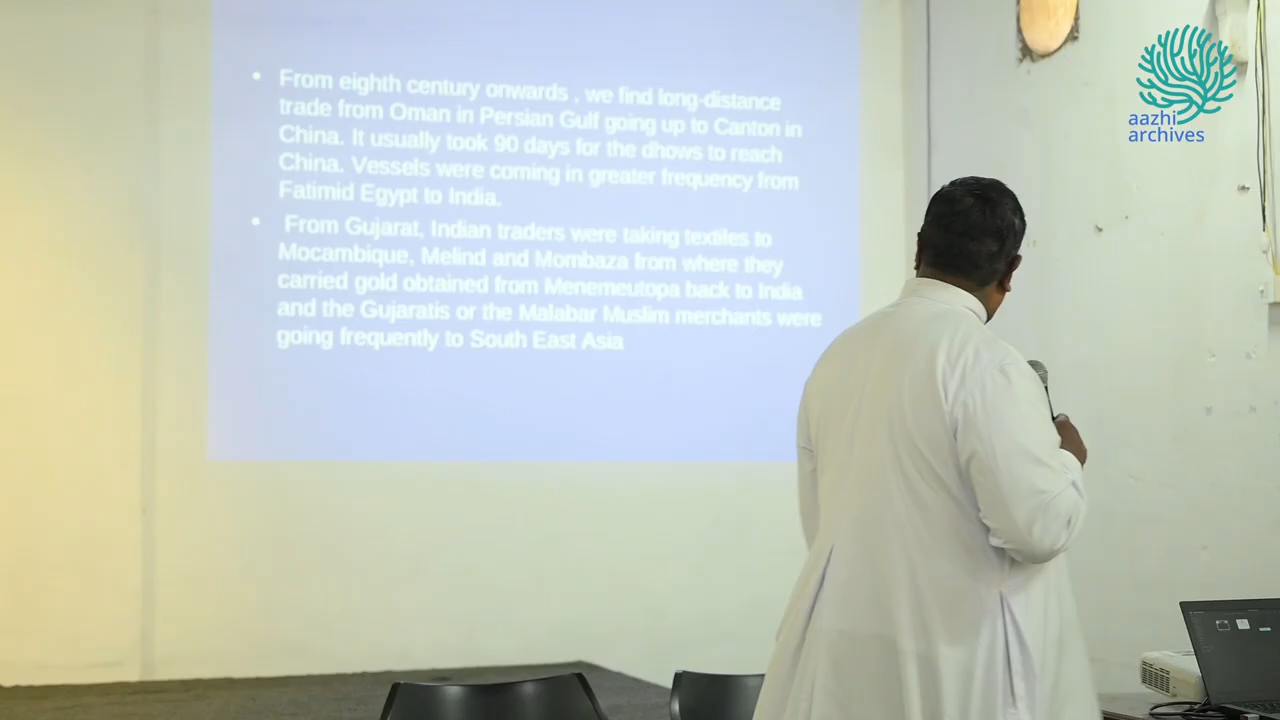 • From eighth century onwards , we find long-distance
trade from Oman in Persian Gulf going up to Canton in
China. It usually took 90 days for the dhows to reach
China. Vessels were coming in greater frequency from
Fatimid Egypt to India.
• From Gujarat, Indian traders were taking textiles to
Mocambique, Melind and Mombaza from where they
carried gold obtained from Menemeutopa back to India
and the Gujaratis or the Malabar Muslim merchants were
going frequently to South East Asia
aazhi
archives